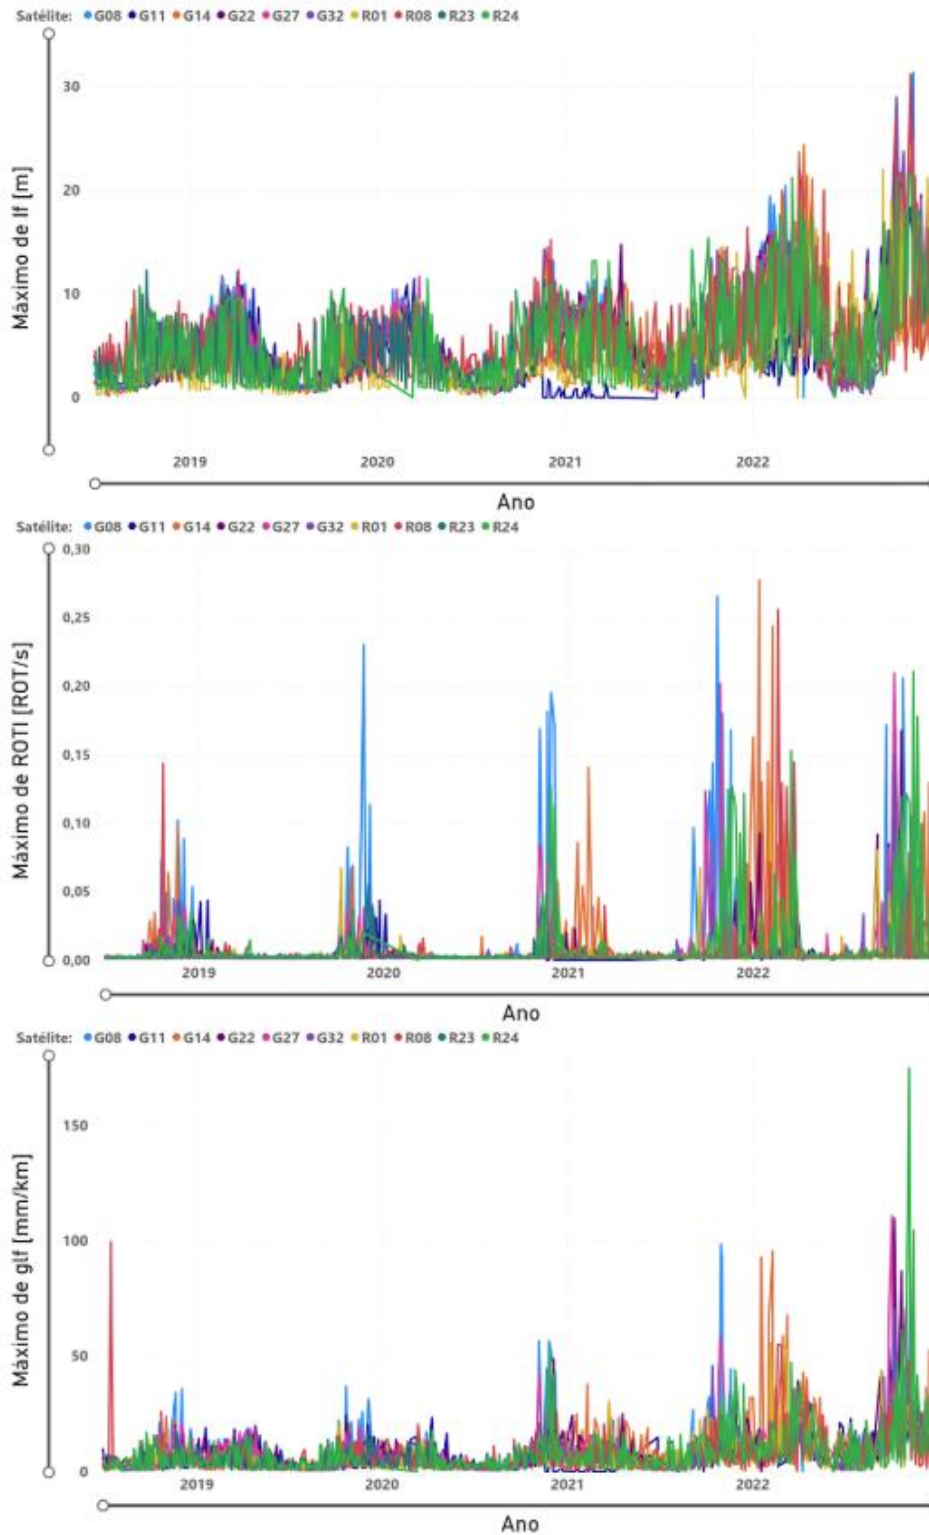 Satélite: G08 G11 G14 G22 G27 G32 R01 R08 R23 R24
Máximo de If [m]
30
20
10
0
2019 2020 2021 2022
Ano
Satélite: G08 G11 G14 G22 G27 G32 R01 R08 R23 R24
Máximo de ROTI [ROT/s]
0,30
0,25
0,20
0,15
0,10
0,05
0,00
2019 2020 2021 2022
Ano
Satélite: G08 G11 G14 G22 G27 G32 R01 R08 R23 R24
Máximo de gIf [mm/km]
150
100
50
0
2019 2020 2021 2022
Ano